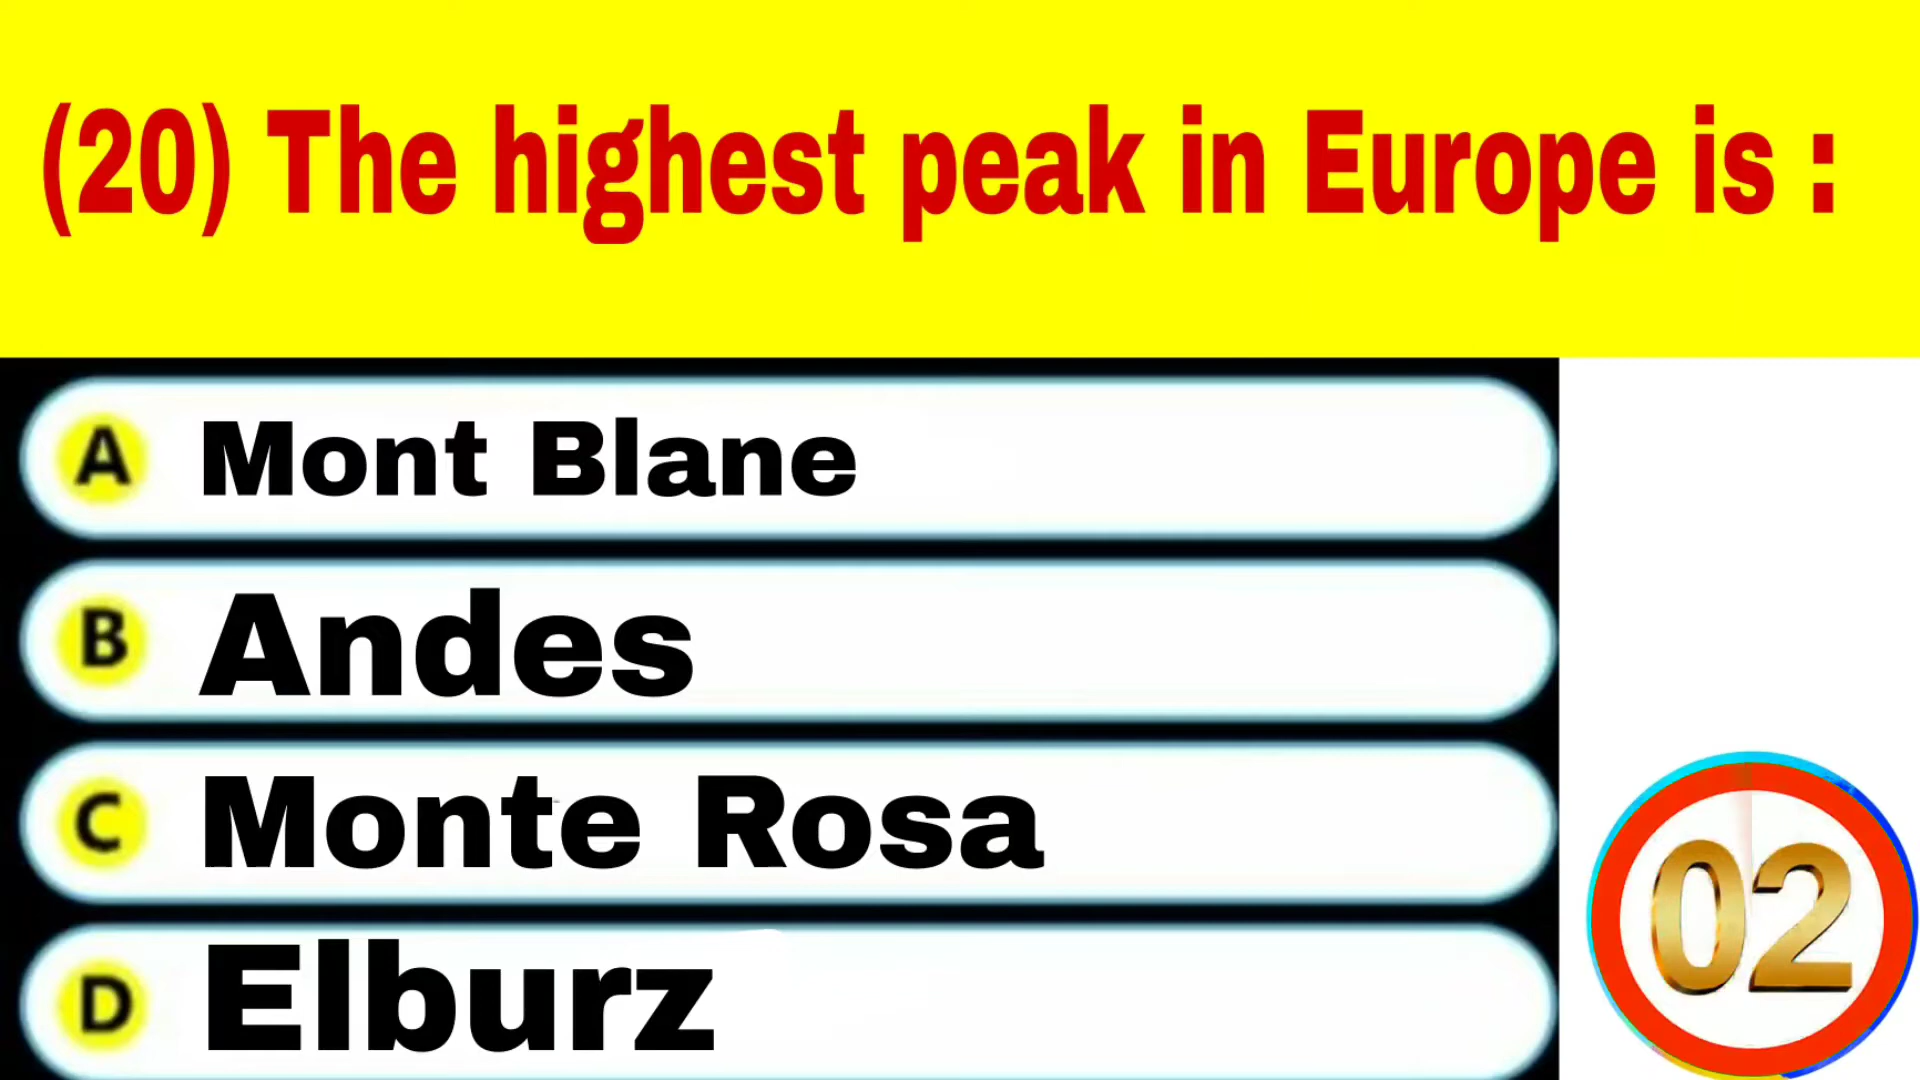 (20) The highest peak in Europe is :
A Mont Blane
B Andes
C Monte Rosa
D Elburz
02